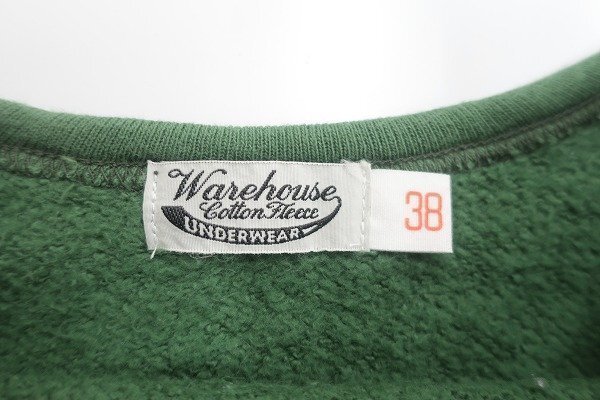 Warehouse
Cotton Fleece
UNDERWEAR
38